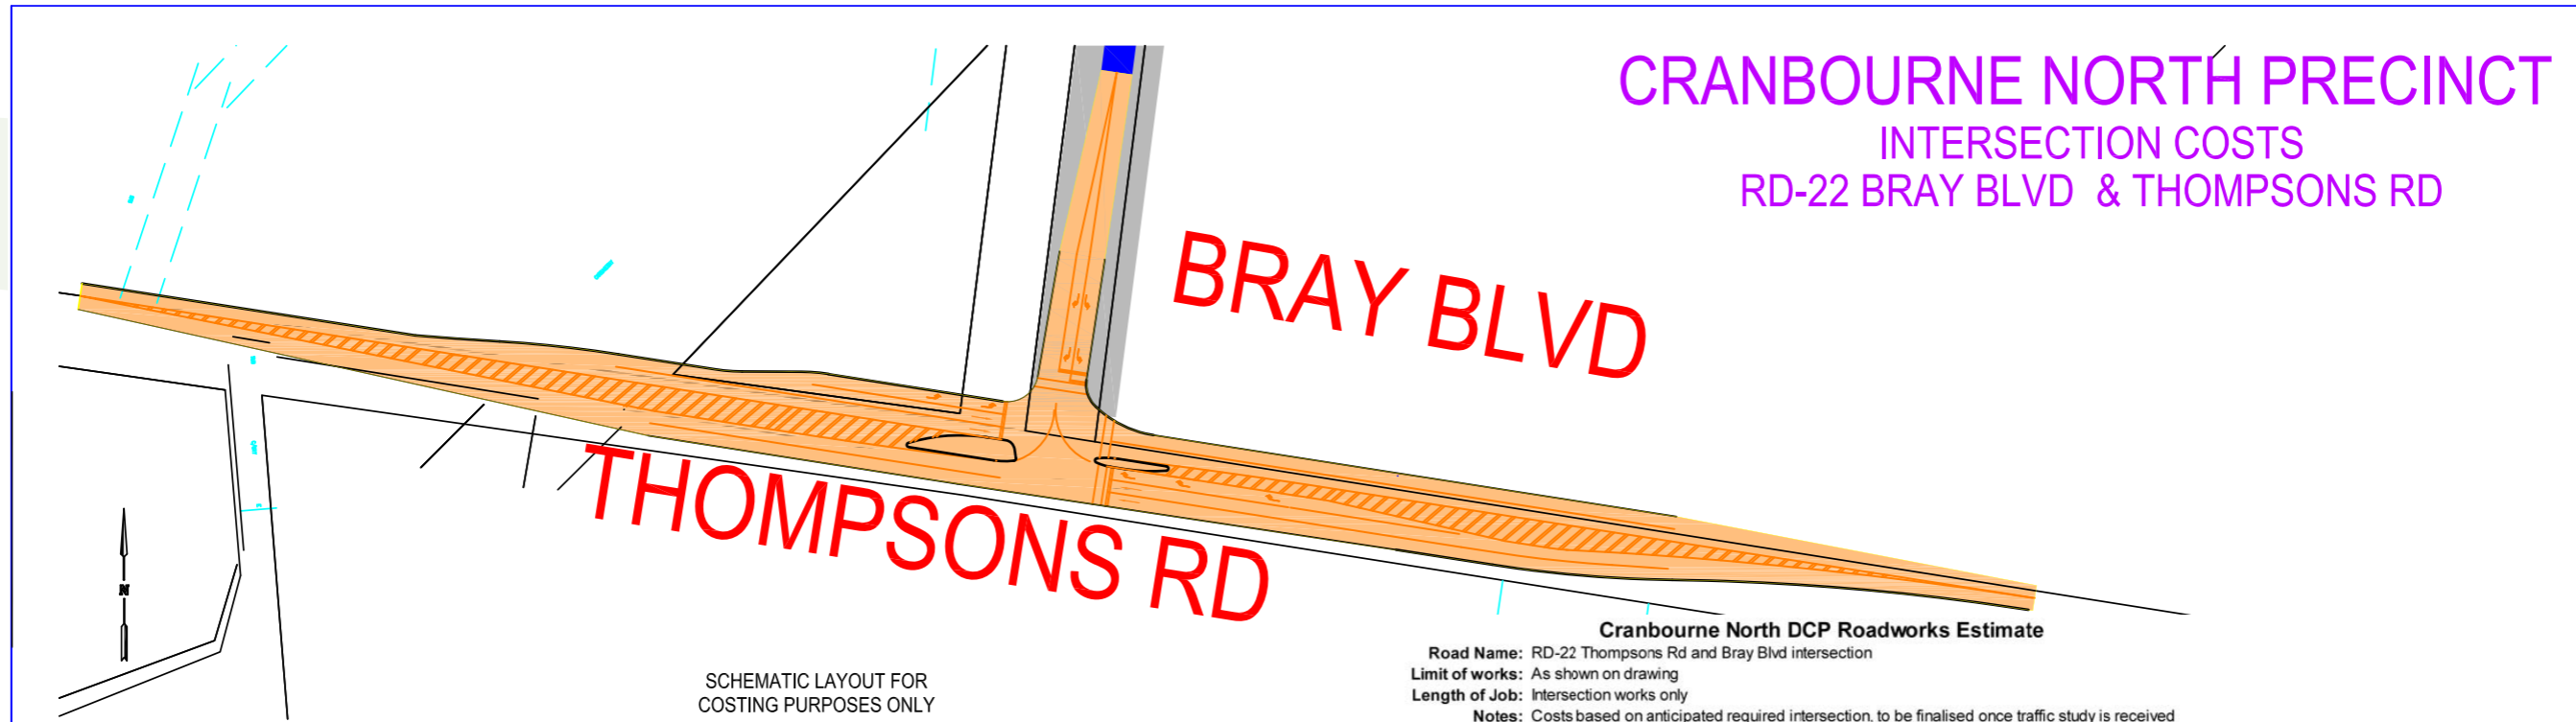 CRANBOURNE NORTH PRECINCT
INTERSECTION COSTS
RD-22 BRAY BLVD & THOMPSONS RD
BRAY BLVD
THOMPSONS RD
N
SCHEMATIC LAYOUT FOR
COSTING PURPOSES ONLY
Cranbourne North DCP Roadworks Estimate
Road Name: RD-22 Thompsons Rd and Bray Blvd intersection
Limit of works: As shown on drawing
Length of Job: Intersection works only
Notes: Costs based on anticipated required intersection, to be finalised once traffic study is received